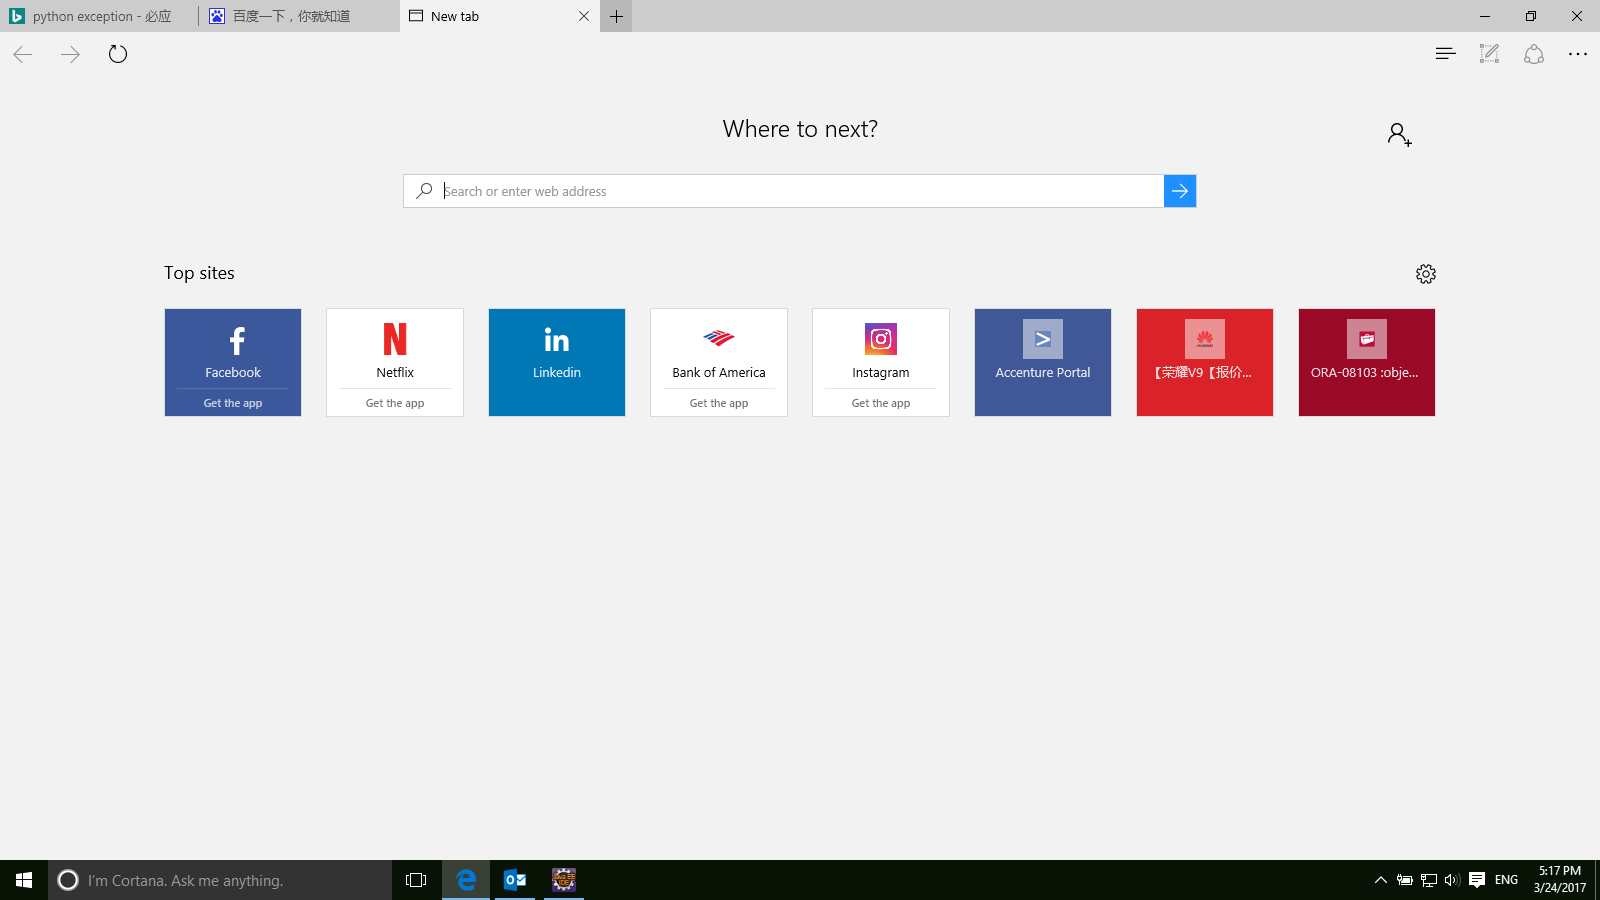 python exception - 必应
百度一下，你就知道
New tab
Where to next?
Search or enter web address
Top sites
Facebook
Get the app
Netflix
Get the app
Linkedin
Bank of America
Get the app
Instagram
Get the app
Accenture Portal
【荣耀V9【报价...
ORA-08103 :obje...
I'm Cortana. Ask me anything.
ENG
5:17 PM
3/24/2017